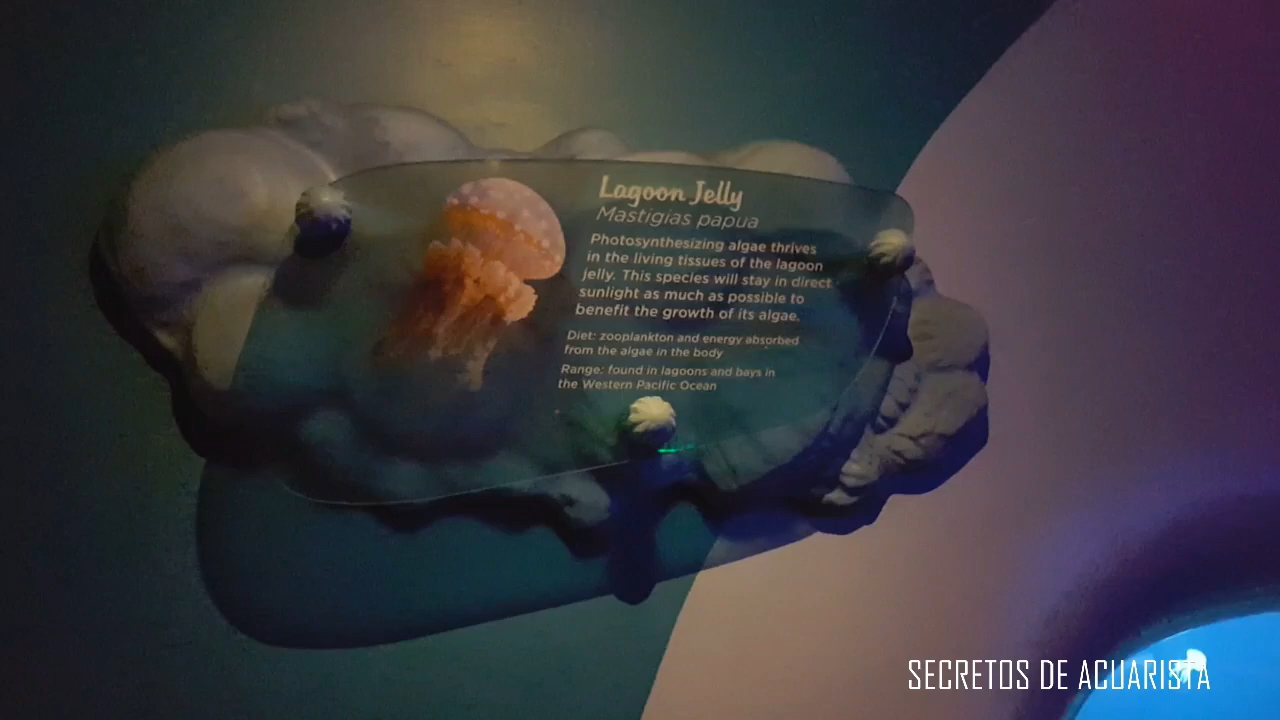 Lagoon Jelly
Mastigias papua
Photosynthesizing algae thrives
in the living tissues of the lagoon
jelly. This species will stay in direct
sunlight as much as possible to
benefit the growth of its algae.
Diet: zooplankton and energy absorbed
from the algae in the body
Range: found in lagoons and bays in
the Western Pacific Ocean
SECRETOS DE ACUARISTA